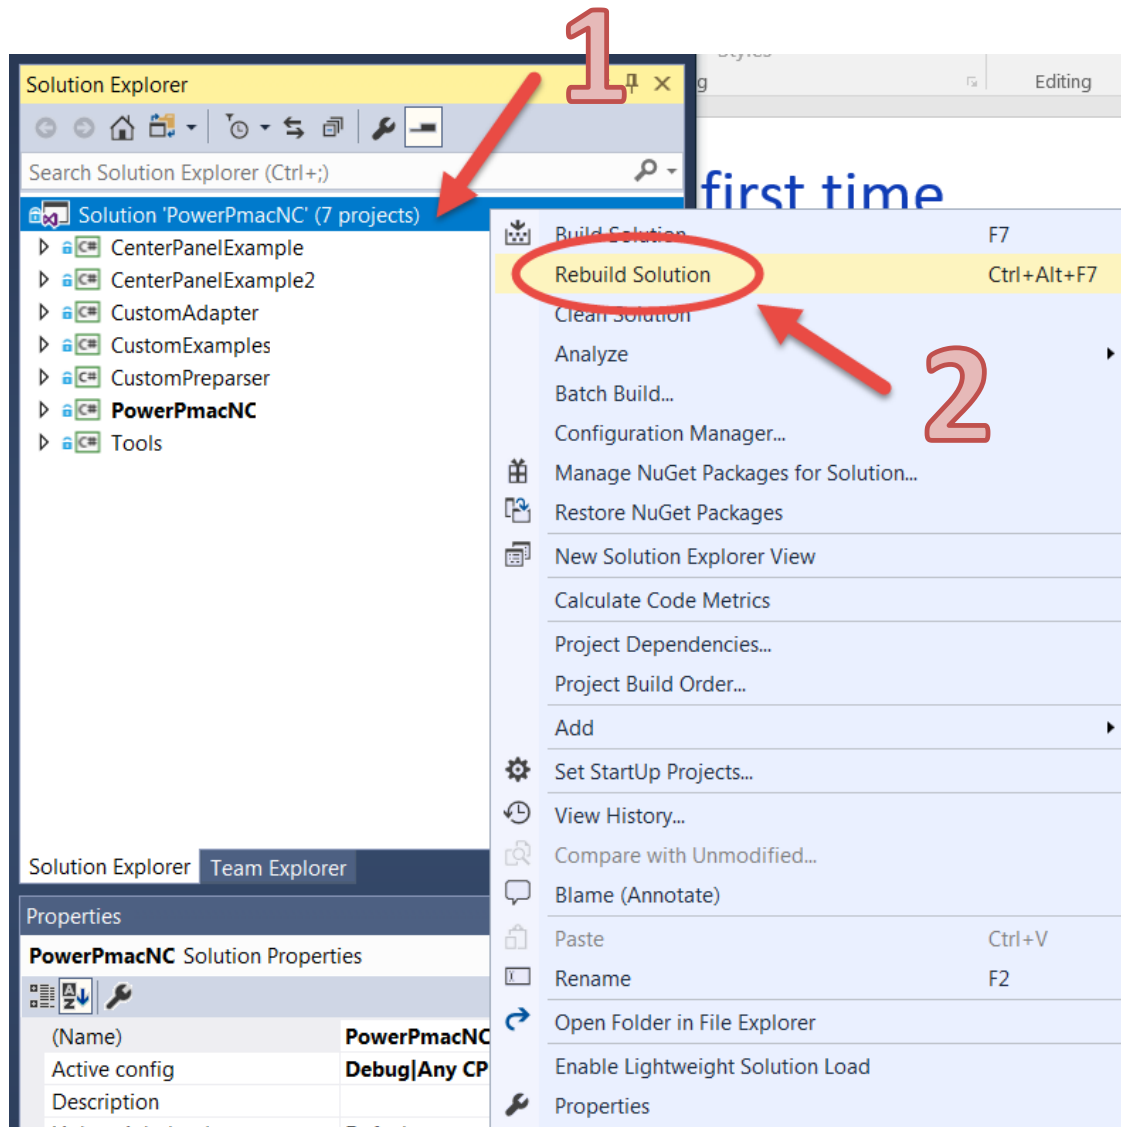 1
Styles
g
Editing
Solution Explorer
Search Solution Explorer (Ctrl+;)
first time
Solution 'PowerPmacNC' (7 projects)
C# CenterPanelExample
C# CenterPanelExample2
C# CustomAdapter
C# CustomExamples
C# CustomPreparser
C# PowerPmacNC
C# Tools
Build Solution F7
Rebuild Solution Ctrl+Alt+F7
Clean Solution
Analyze
2
Batch Build...
Configuration Manager...
Manage NuGet Packages for Solution...
Restore NuGet Packages
New Solution Explorer View
Calculate Code Metrics
Project Dependencies...
Project Build Order...
Add
Set StartUp Projects...
View History...
Compare with Unmodified...
Blame (Annotate)
Paste Ctrl+V
Rename F2
Open Folder in File Explorer
Enable Lightweight Solution Load
Properties
Solution Explorer Team Explorer
Properties
PowerPmacNC Solution Properties
(Name) PowerPmacNC
Active config Debug|Any CP
Description